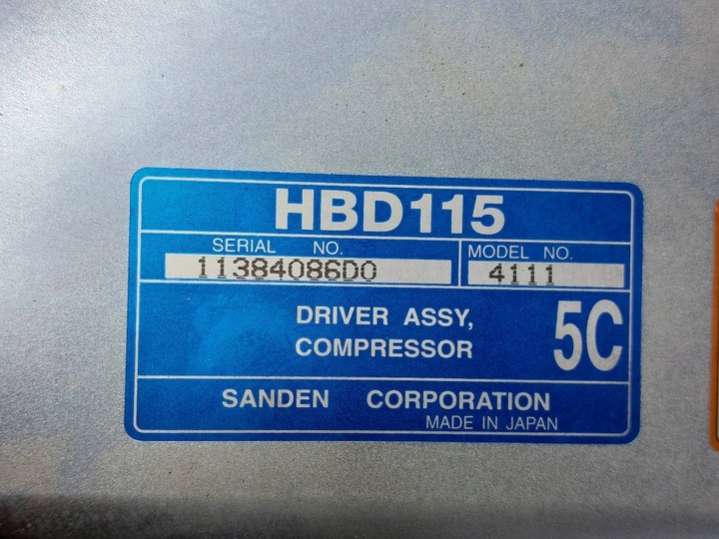 HBD115
SERIAL NO.
11384086D0
MODEL NO.
4111
DRIVER ASSY,
COMPRESSOR
5C
SANDEN CORPORATION
MADE IN JAPAN